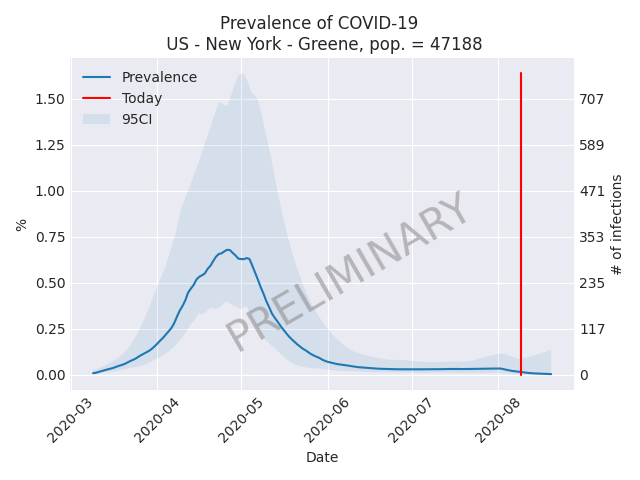 Prevalence of COVID-19
US - New York - Greene, pop. = 47188
Prevalence
Today
95CI
1.50
1.25
1.00
0.75
0.50
0.25
0.00
%
707
589
471
353
235
117
0
# of infections
PRELIMINARY
2020-03
2020-04
2020-05
2020-06
2020-07
2020-08
Date